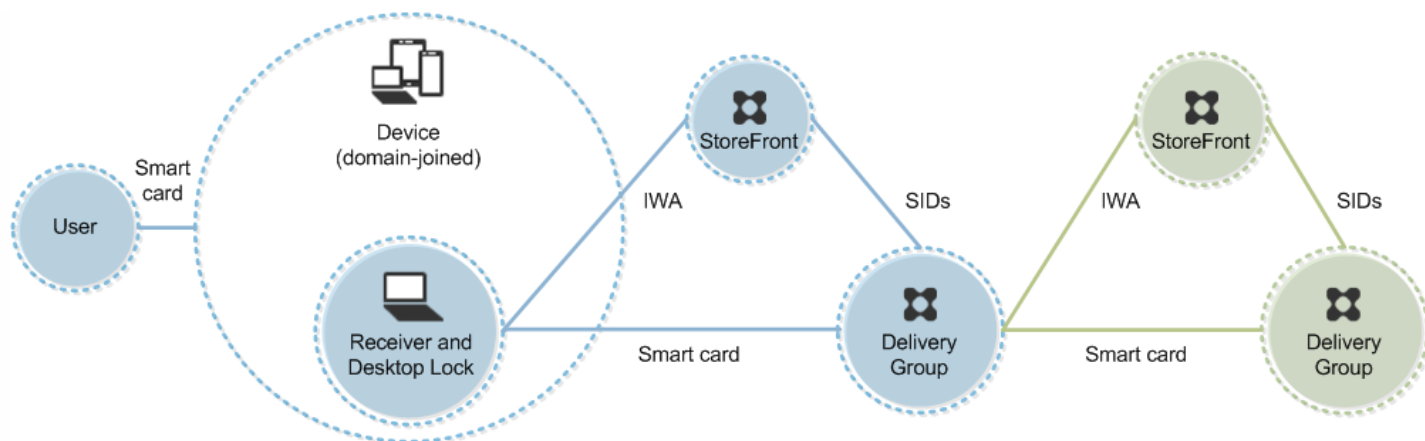 Device
(domain-joined)
StoreFront
StoreFront
Smart
card
User
IWA
SIDs
IWA
SIDs
Receiver and
Desktop Lock
Smart card
Delivery
Group
Smart card
Delivery
Group